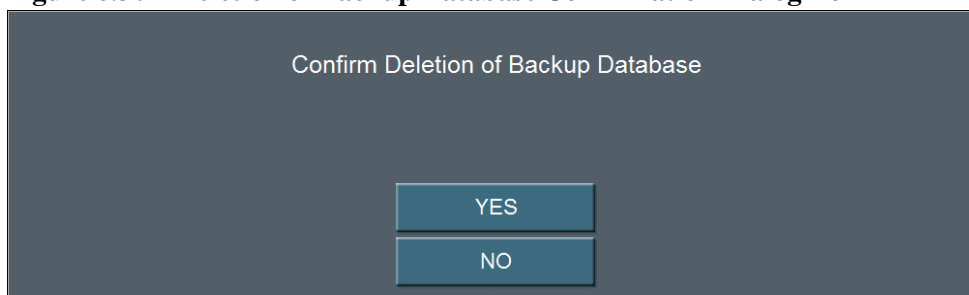 Confirm Deletion of Backup Database
YES
NO